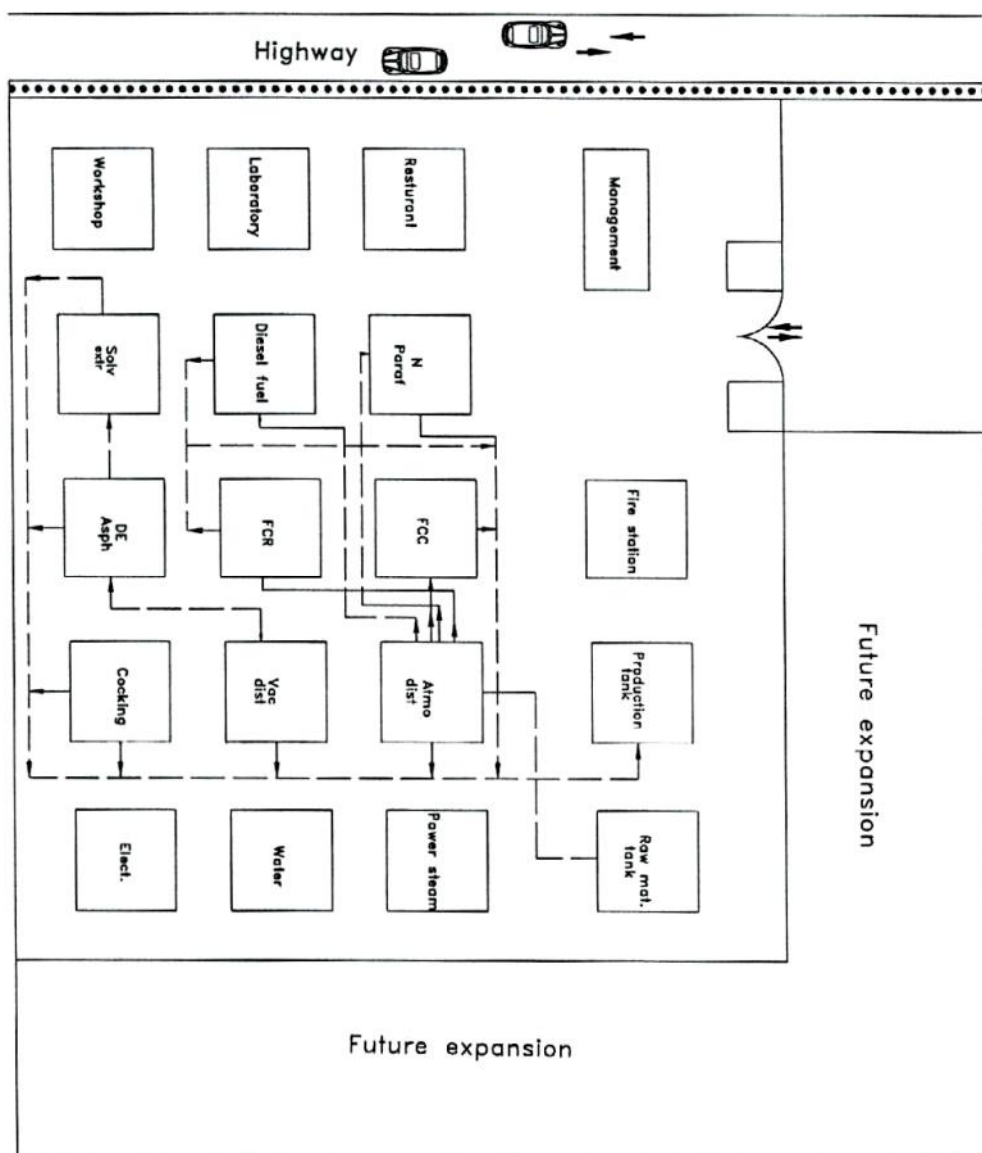 Highway
Workshop
Laboratory
Resturant
Management
Solv
extr
Diesel fuel
N
Paraf
DE
Asph
FCR
FCC
Fire station
Cocking
Vac
dist
Atmo
dist
Production
tank
Elect.
Water
Power steam
Raw mat.
tank
Future expansion
Future expansion